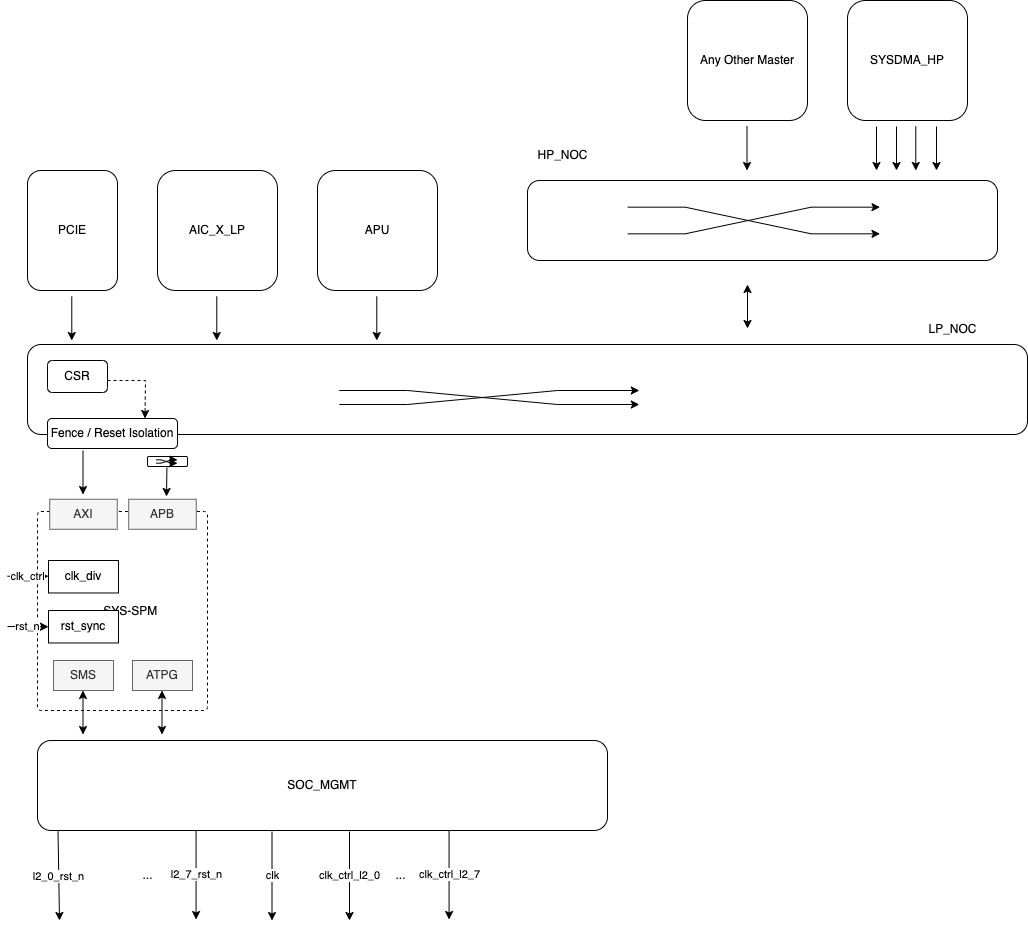 Any Other Master
SYSDMA_HP
HP_NOC
PCIE
AIC_X_LP
APU
LP_NOC
CSR
Fence / Reset Isolation
AXI
APB
clk_ctrl
clk_div
SYS-SPM
rst_n
rst_sync
SMS
ATPG
SOC_MGMT
l2_0_rst_n
...
l2_7_rst_n
clk
clk_ctrl_l2_0
...
clk_ctrl_l2_7